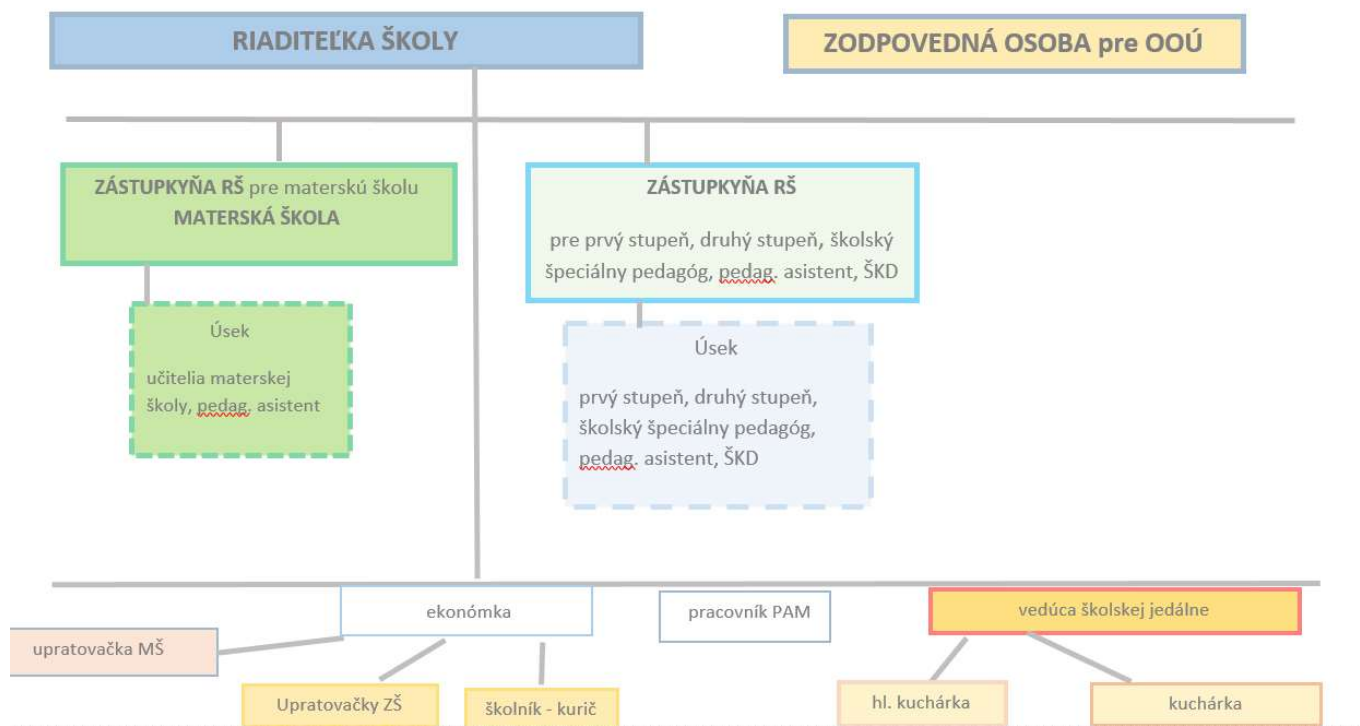 RIADITEĽKA ŠKOLY
ZODPOVEDNÁ OSOBA pre OOÚ
ZÁSTUPKYŇA RŠ pre materskú školu
MATERSKÁ ŠKOLA
ZÁSTUPKYŇA RŠ
pre prvý stupeň, druhý stupeň, školský
špeciálny pedagóg, pedag. asistent, ŠKD
Úsek
učitelia materskej
školy, pedag. asistent
Úsek
prvý stupeň, druhý stupeň,
školský špeciálny pedagóg,
pedag. asistent, ŠKD
ekonómka
pracovník PAM
vedúca školskej jedálne
upratovačka MŠ
Upratovačky ZŠ
školník - kurič
hl. kuchárka
kuchárka